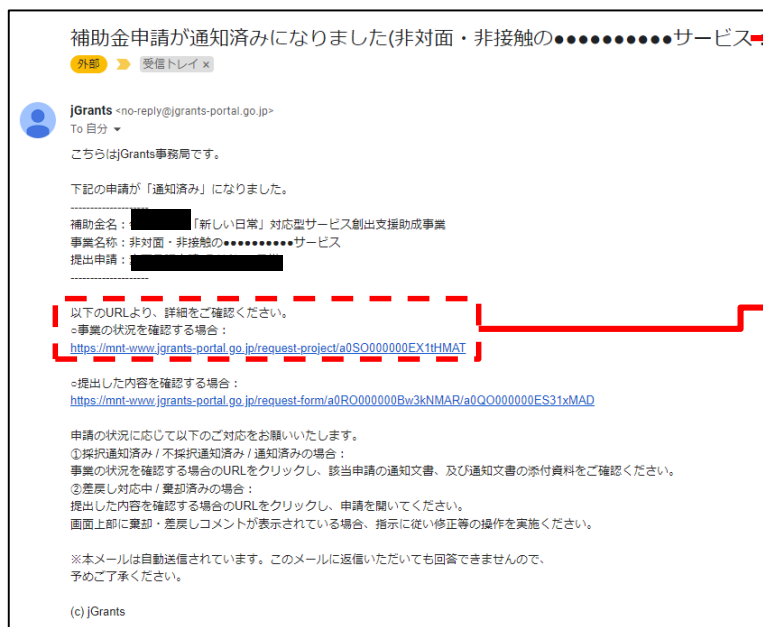 補助金申請が通知済みになりました(非対面・非接触の●●●●●●●●●●サービス
外部 受信トレイ ×
jGrants <no-reply@jgrants-portal.go.jp>
To 自分
こちらはjGrants事務局です。
下記の申請が「通知済み」になりました。
--------------------
補助金名：「新しい日常」対応型サービス創出支援助成事業
事業名称：非対面・非接触の●●●●●●●●●●サービス
提出申請：
--------------------
以下のURLより、詳細をご確認ください。
○事業の状況を確認する場合：
https://mnt-www.jgrants-portal.go.jp/request-project/a0SO000000EX1tHMAT
○提出した内容を確認する場合：
https://mnt-www.jgrants-portal.go.jp/request-form/a0RO000000Bw3kNMAR/a0QO000000ES31xMAD
申請の状況に応じて以下のご対応をお願いいたします。
①採択通知済み / 不採択通知済み / 通知済みの場合：
事業の状況を確認する場合のURLをクリックし、該当申請の通知文書、及び通知文書の添付資料をご確認ください。
②差戻し対応中 / 棄却済みの場合：
提出した内容を確認する場合のURLをクリックし、申請を開いてください。
画面上部に棄却・差戻しコメントが表示されている場合、指示に従い修正等の操作を実施ください。
※本メールは自動送信されています。このメールに返信いただいても回答できませんので、
予めご了承ください。
(c) jGrants